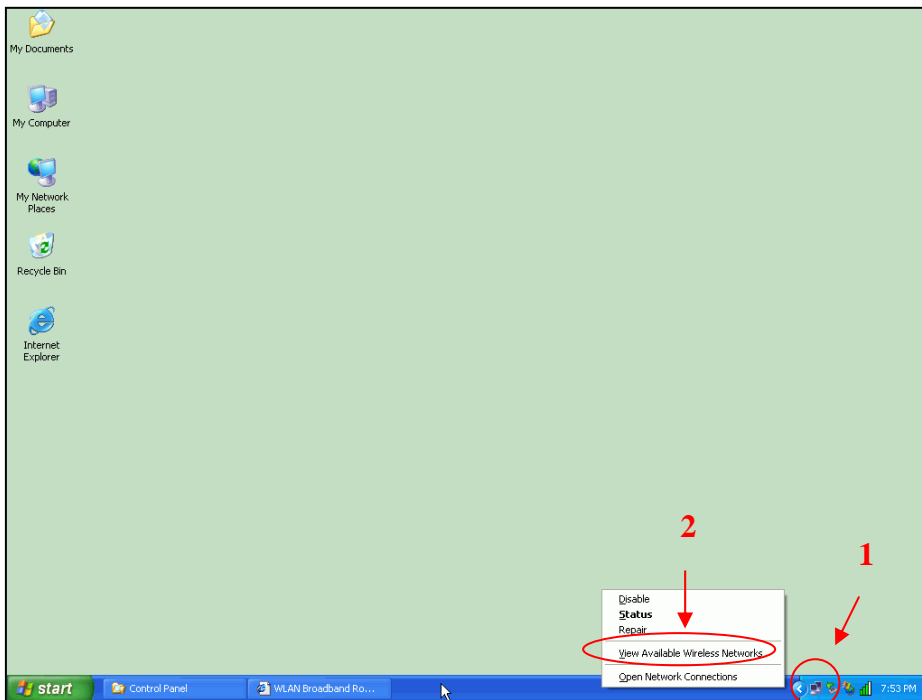 My Documents
My Computer
My Network
Places
Recycle Bin
Internet
Explorer
2
1
Disable
Status
Repair
View Available Wireless Networks
Open Network Connections
start
Control Panel
WLAN Broadband Ro...
7:53 PM